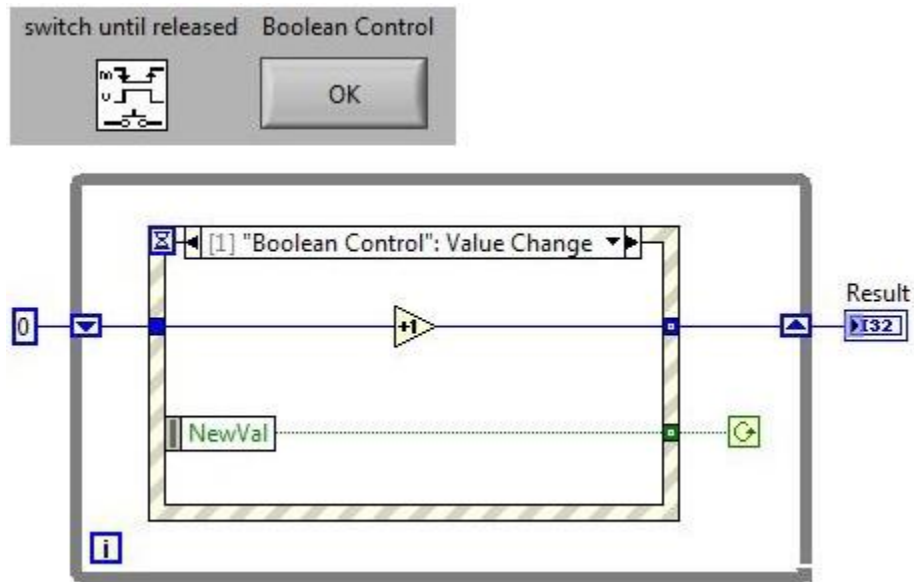 switch until released Boolean Control
m
v
OK
[1] "Boolean Control": Value Change
0
+1
Result
I32
NewVal
i